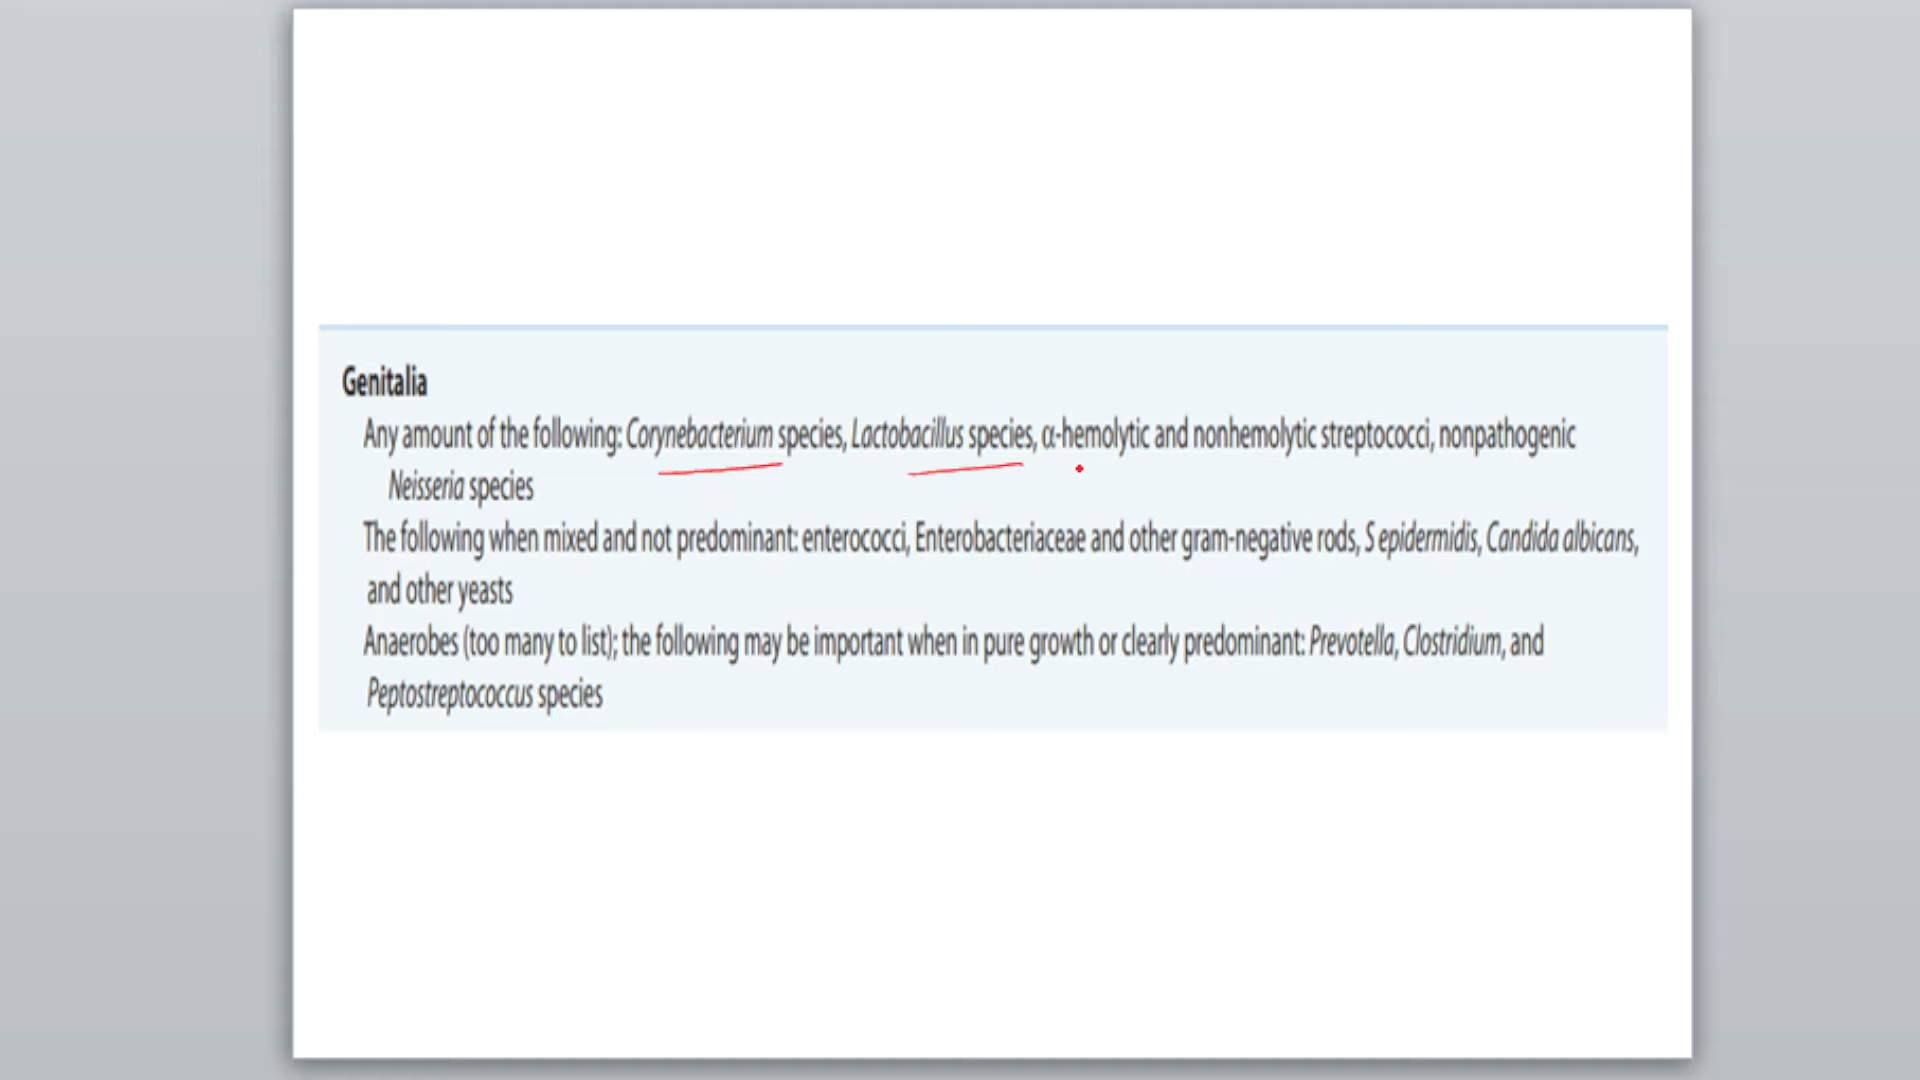 Genitalia
Any amount of the following: Corynebacterium species, Lactobacillus species, α-hemolytic and nonhemolytic streptococci, nonpathogenic
Neisseria species
The following when mixed and not predominant: enterococci, Enterobacteriaceae and other gram-negative rods, S epidermidis, Candida albicans,
and other yeasts
Anaerobes (too many to list); the following may be important when in pure growth or clearly predominant: Prevotella, Clostridium, and
Peptostreptococcus species